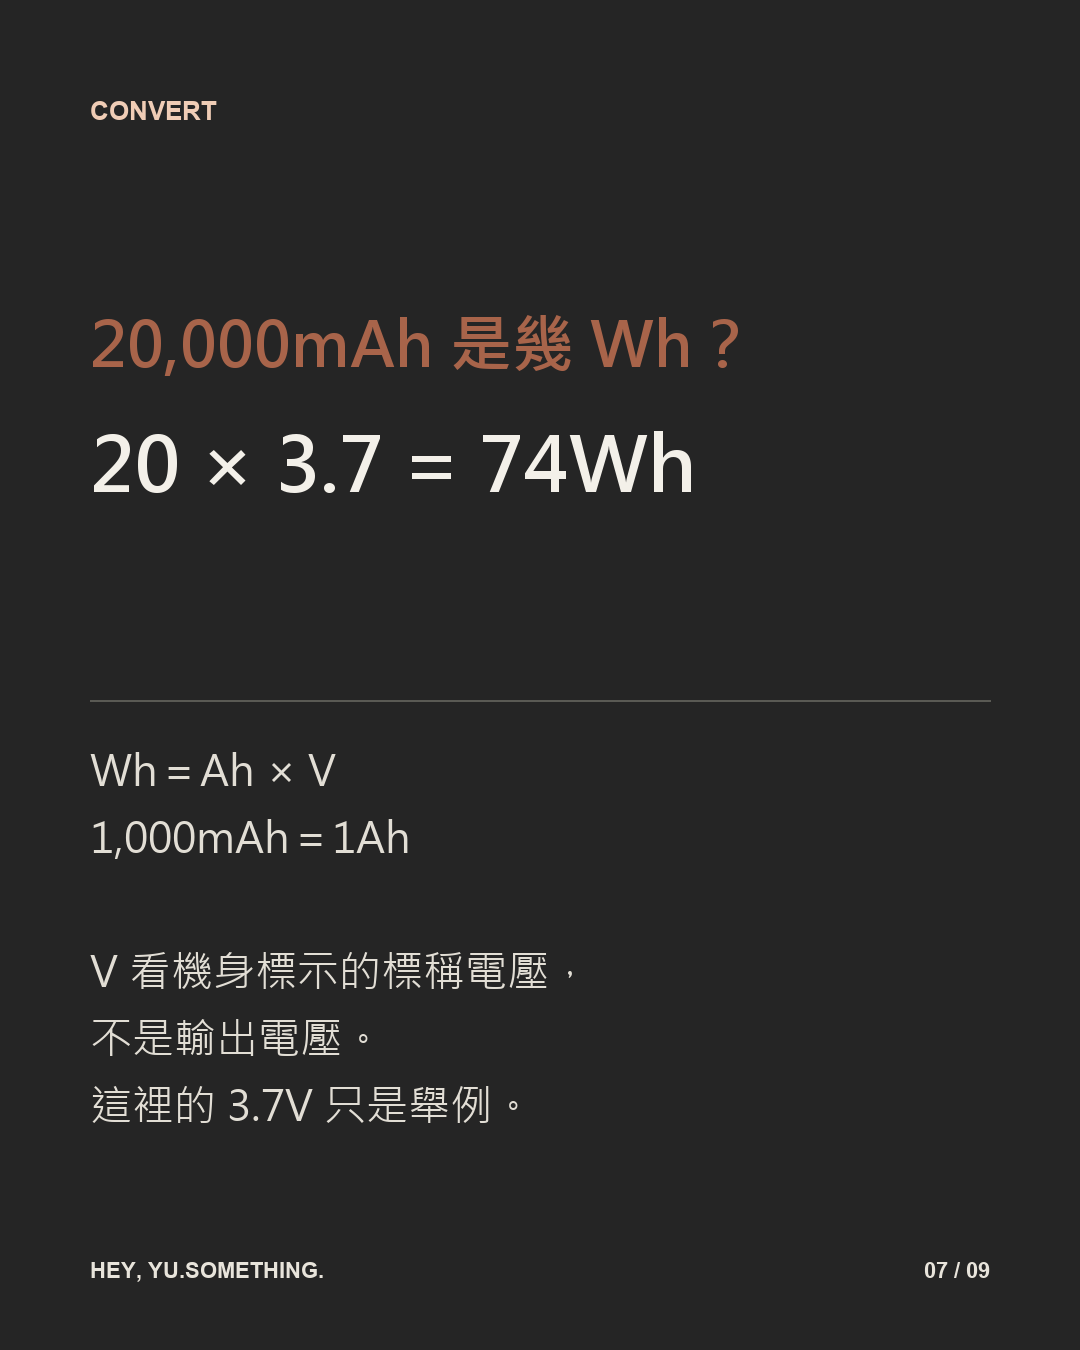 CONVERT
20,000mAh 是幾 Wh？
20 × 3.7 = 74Wh
Wh = Ah × V
1,000mAh = 1Ah
V 看機身標示的標稱電壓，
不是輸出電壓。
這裡的 3.7V 只是舉例。
HEY, YU.SOMETHING.
07 / 09